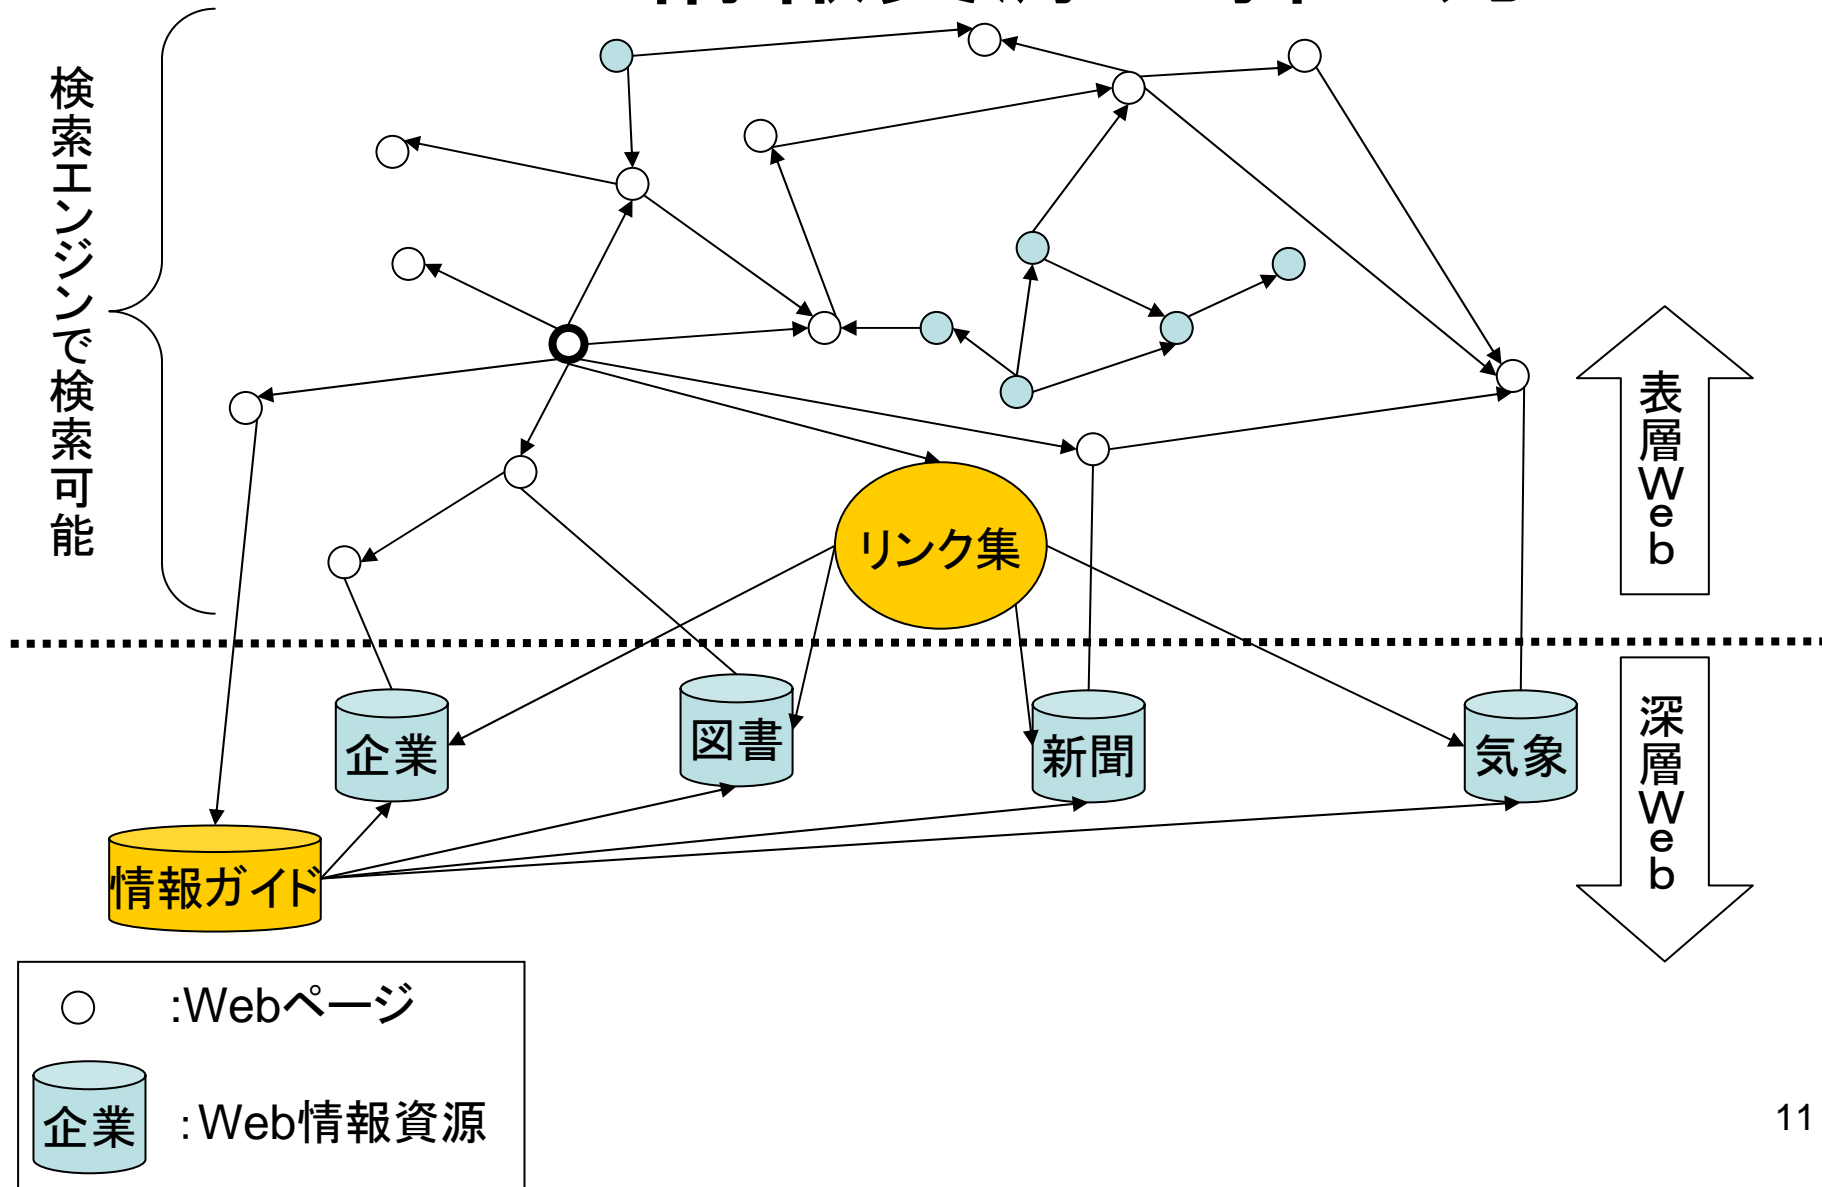 検索エンジンで検索可能
表層Web
リンク集
深層Web
企業
図書
新聞
気象
情報ガイド
:Webページ
企業
:Web情報資源
11